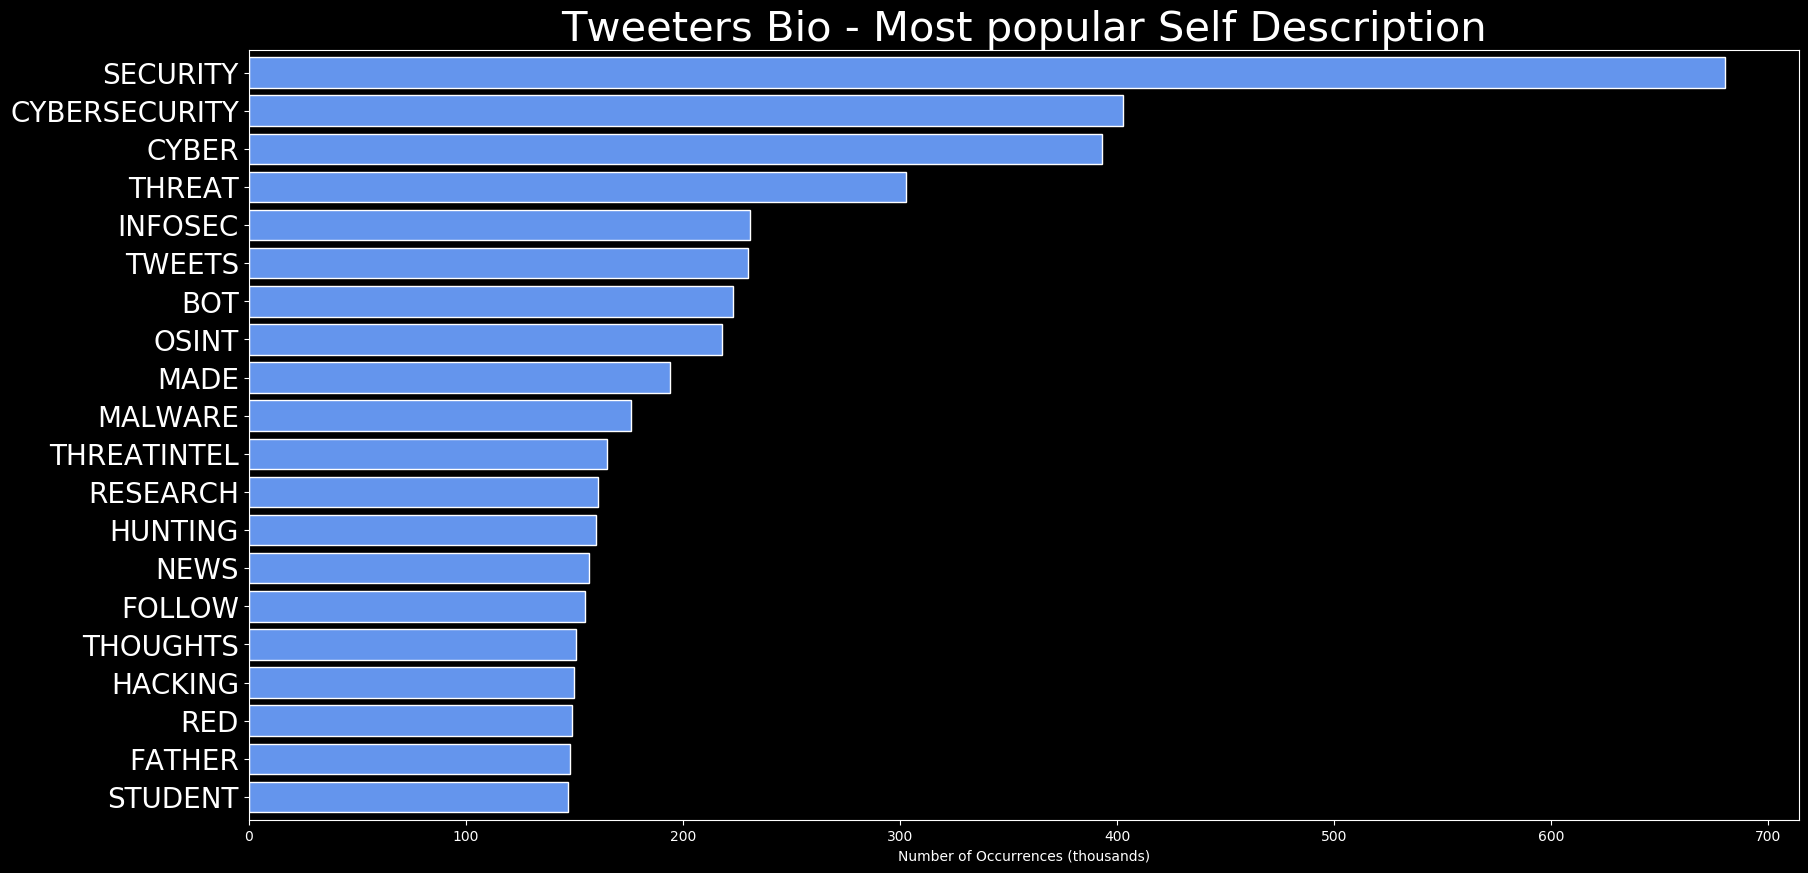 Tweeters Bio - Most popular Self Description
SECURITY
CYBERSECURITY
CYBER
THREAT
INFOSEC
TWEETS
BOT
OSINT
MADE
MALWARE
THREATINTEL
RESEARCH
HUNTING
NEWS
FOLLOW
THOUGHTS
HACKING
RED
FATHER
STUDENT
0 100 200 300 400 500 600 700
Number of Occurrences (thousands)